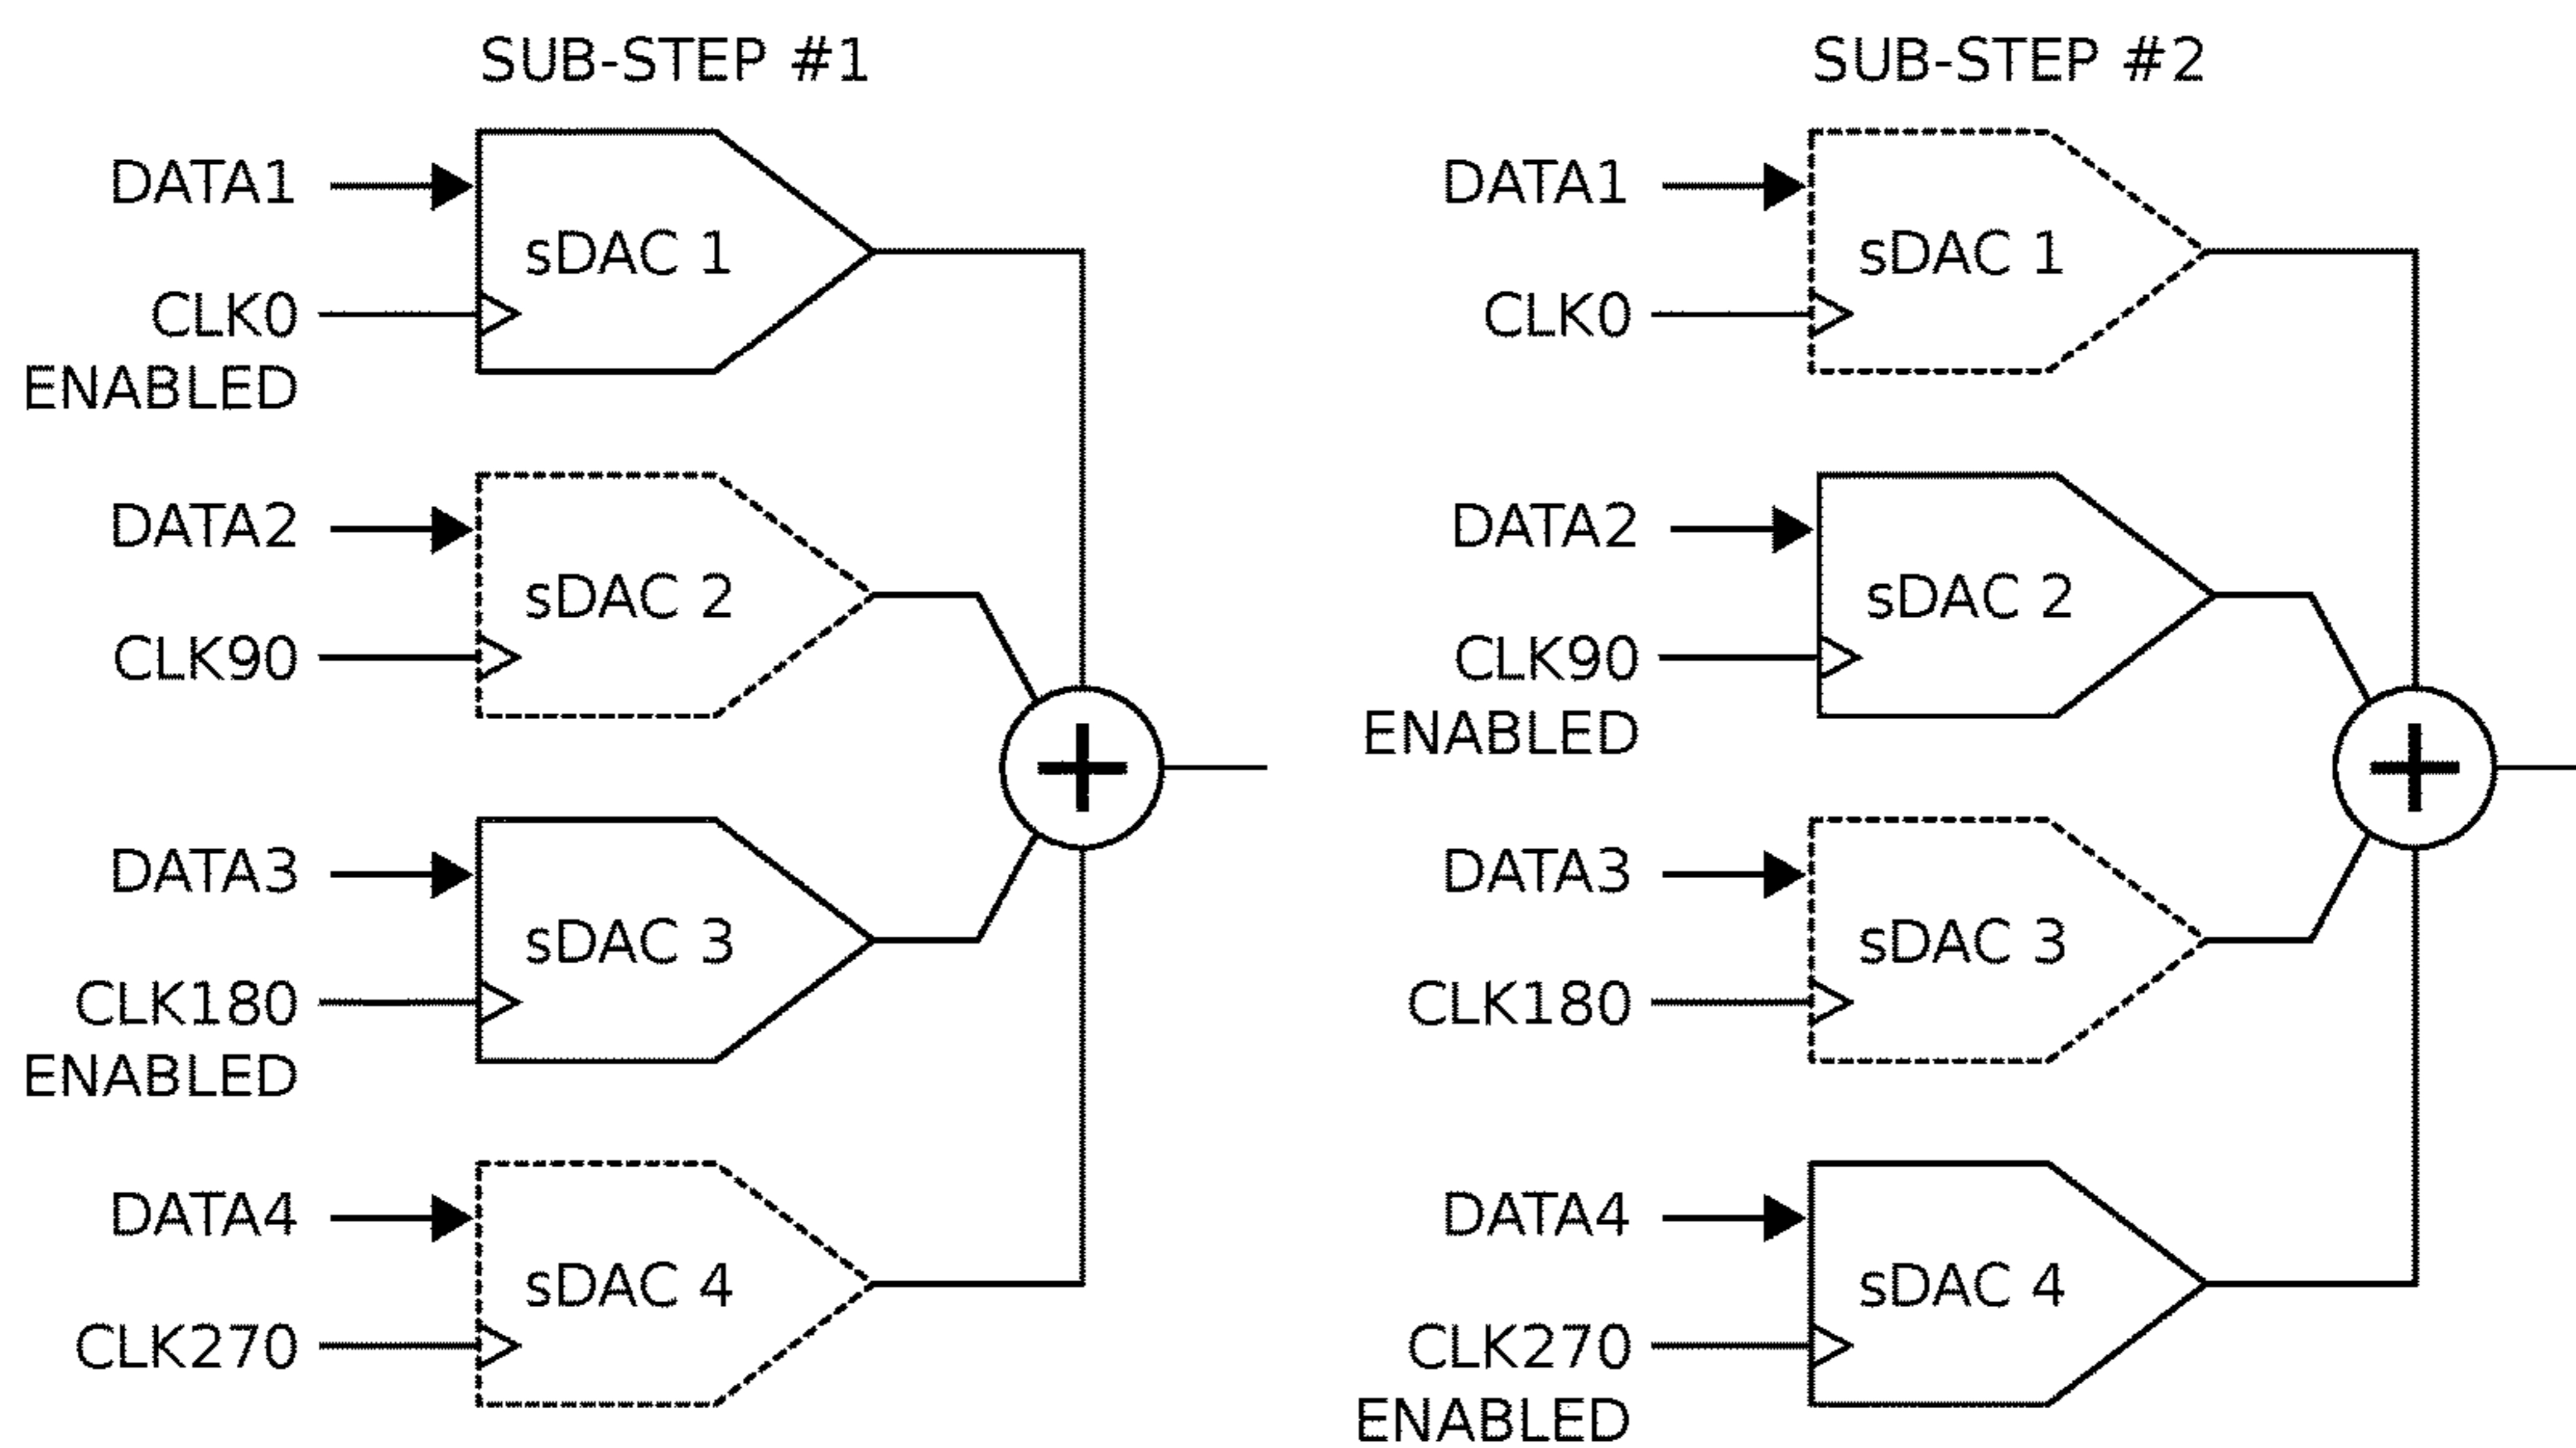 SUB-STEP #1
DATA1
sDAC 1
CLK0
ENABLED
DATA2
sDAC 2
CLK90
DATA3
sDAC 3
CLK180
ENABLED
DATA4
sDAC 4
CLK270
SUB-STEP #2
DATA1
sDAC 1
CLK0
DATA2
sDAC 2
CLK90
ENABLED
DATA3
sDAC 3
CLK180
DATA4
sDAC 4
CLK270
ENABLED